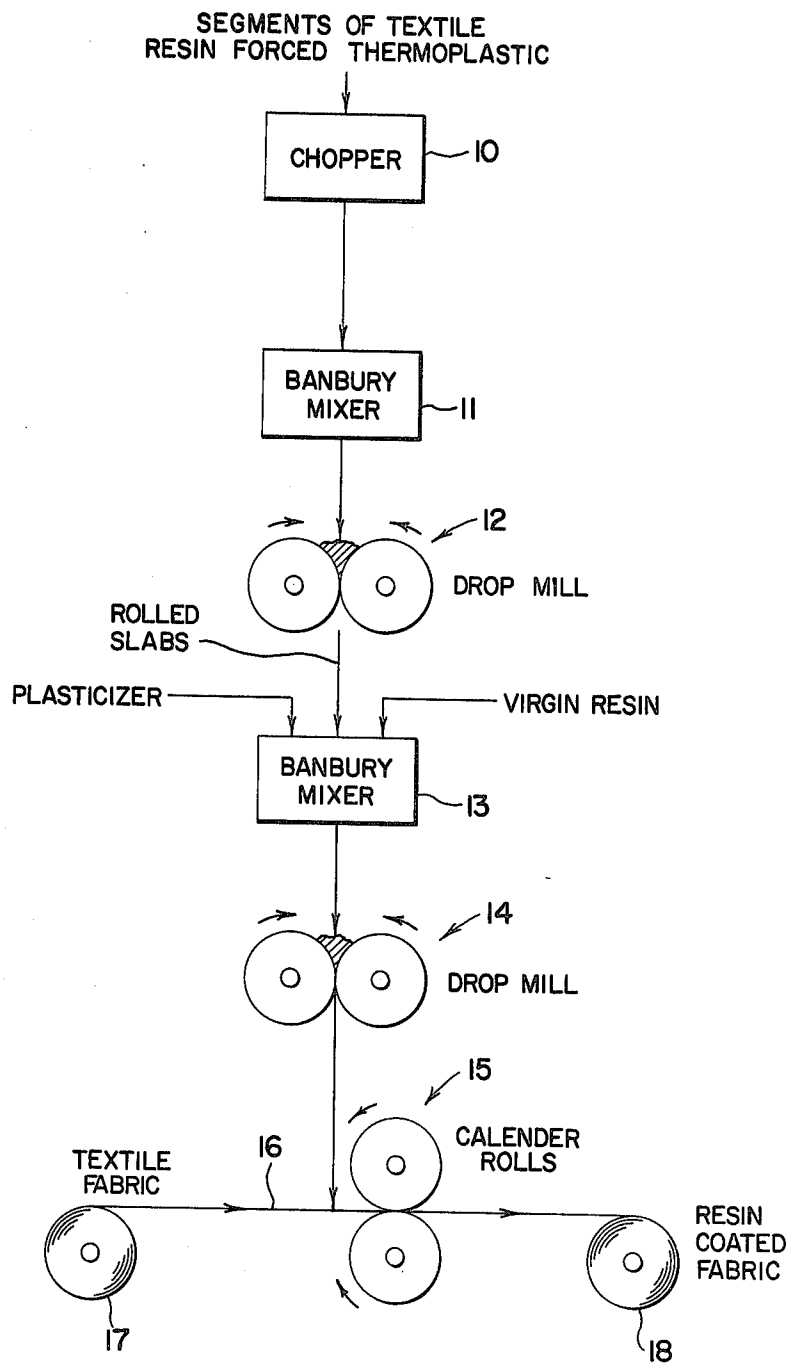 SEGMENTS OF TEXTILE
RESIN FORCED THERMOPLASTIC
CHOPPER
10
BANBURY
MIXER
11
12
DROP MILL
ROLLED
SLABS
PLASTICIZER
VIRGIN RESIN
BANBURY
MIXER
13
14
DROP MILL
15
CALENDER
ROLLS
16
TEXTILE
FABRIC
RESIN
COATED
FABRIC
17
18